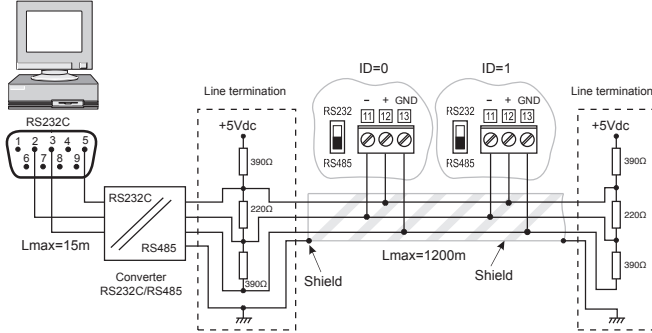 ID=0
ID=1
Line termination
+5Vdc
390Ω
220Ω
390Ω
RS232
RS485
– + GND
11 12 13
RS232
RS485
– + GND
11 12 13
Line termination
+5Vdc
390Ω
220Ω
390Ω
RS232C
1 2 3 4 5
6 7 8 9
RS232C
RS485
Lmax=15m
Converter
RS232C/RS485
Shield
Lmax=1200m
Shield